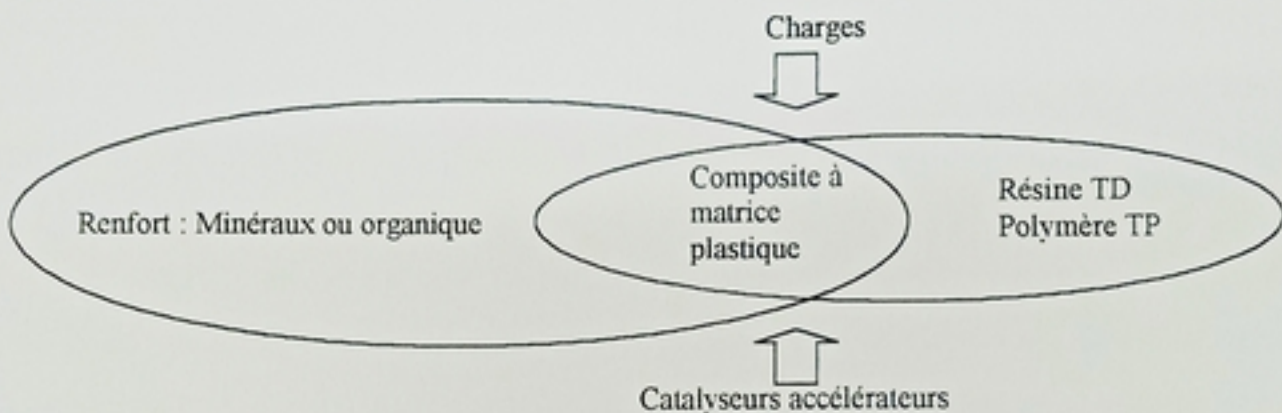 Charges
Renfort : Minéraux ou organique
Composite à
matrice
plastique
Résine TD
Polymère TP
Catalyseurs accélérateurs